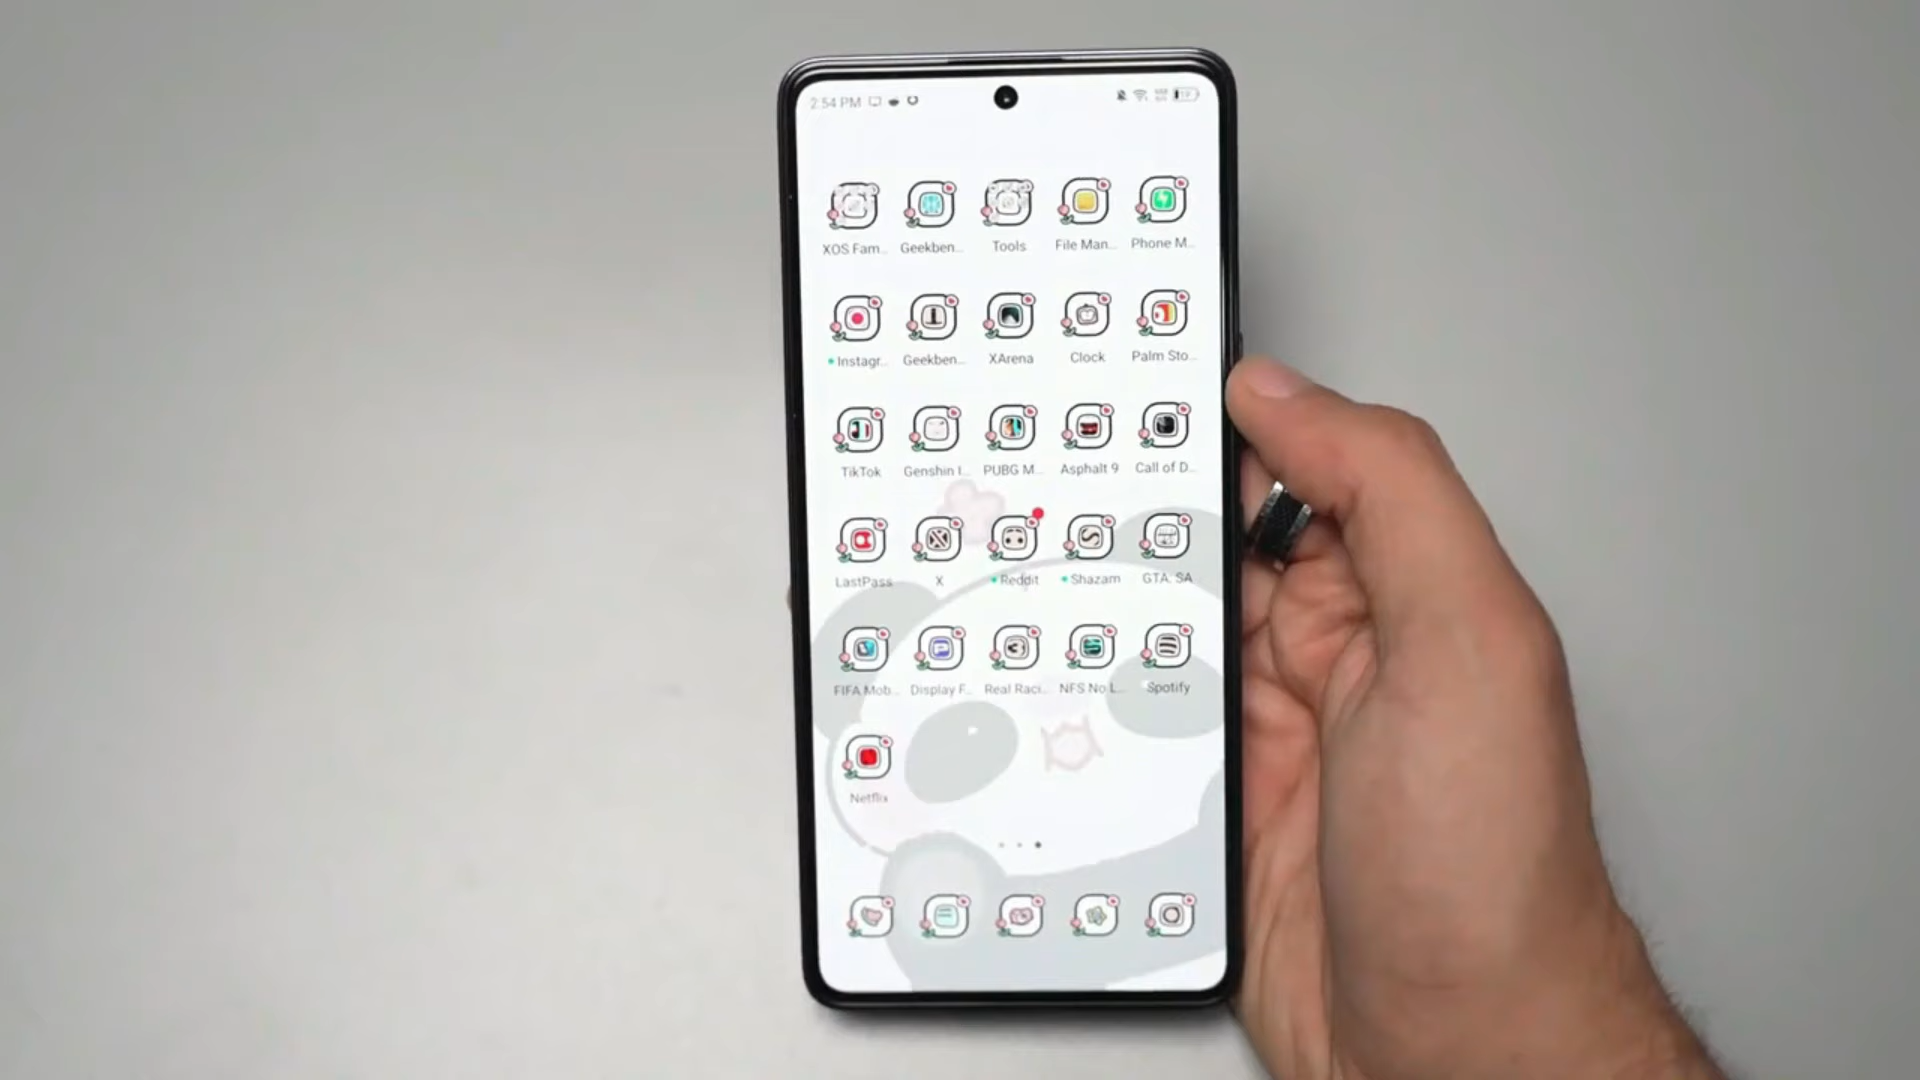 2:54 PM
XOS Fam... Geekben... Tools File Man... Phone M...
Instagr... Geekben... XArena Clock Palm Sto...
TikTok Genshin I... PUBG M... Asphalt 9 Call of D...
LastPass X Reddit Shazam GTA: SA
FIFA Mob... Display F... Real Raci... NFS No L... Spotify
Netflix